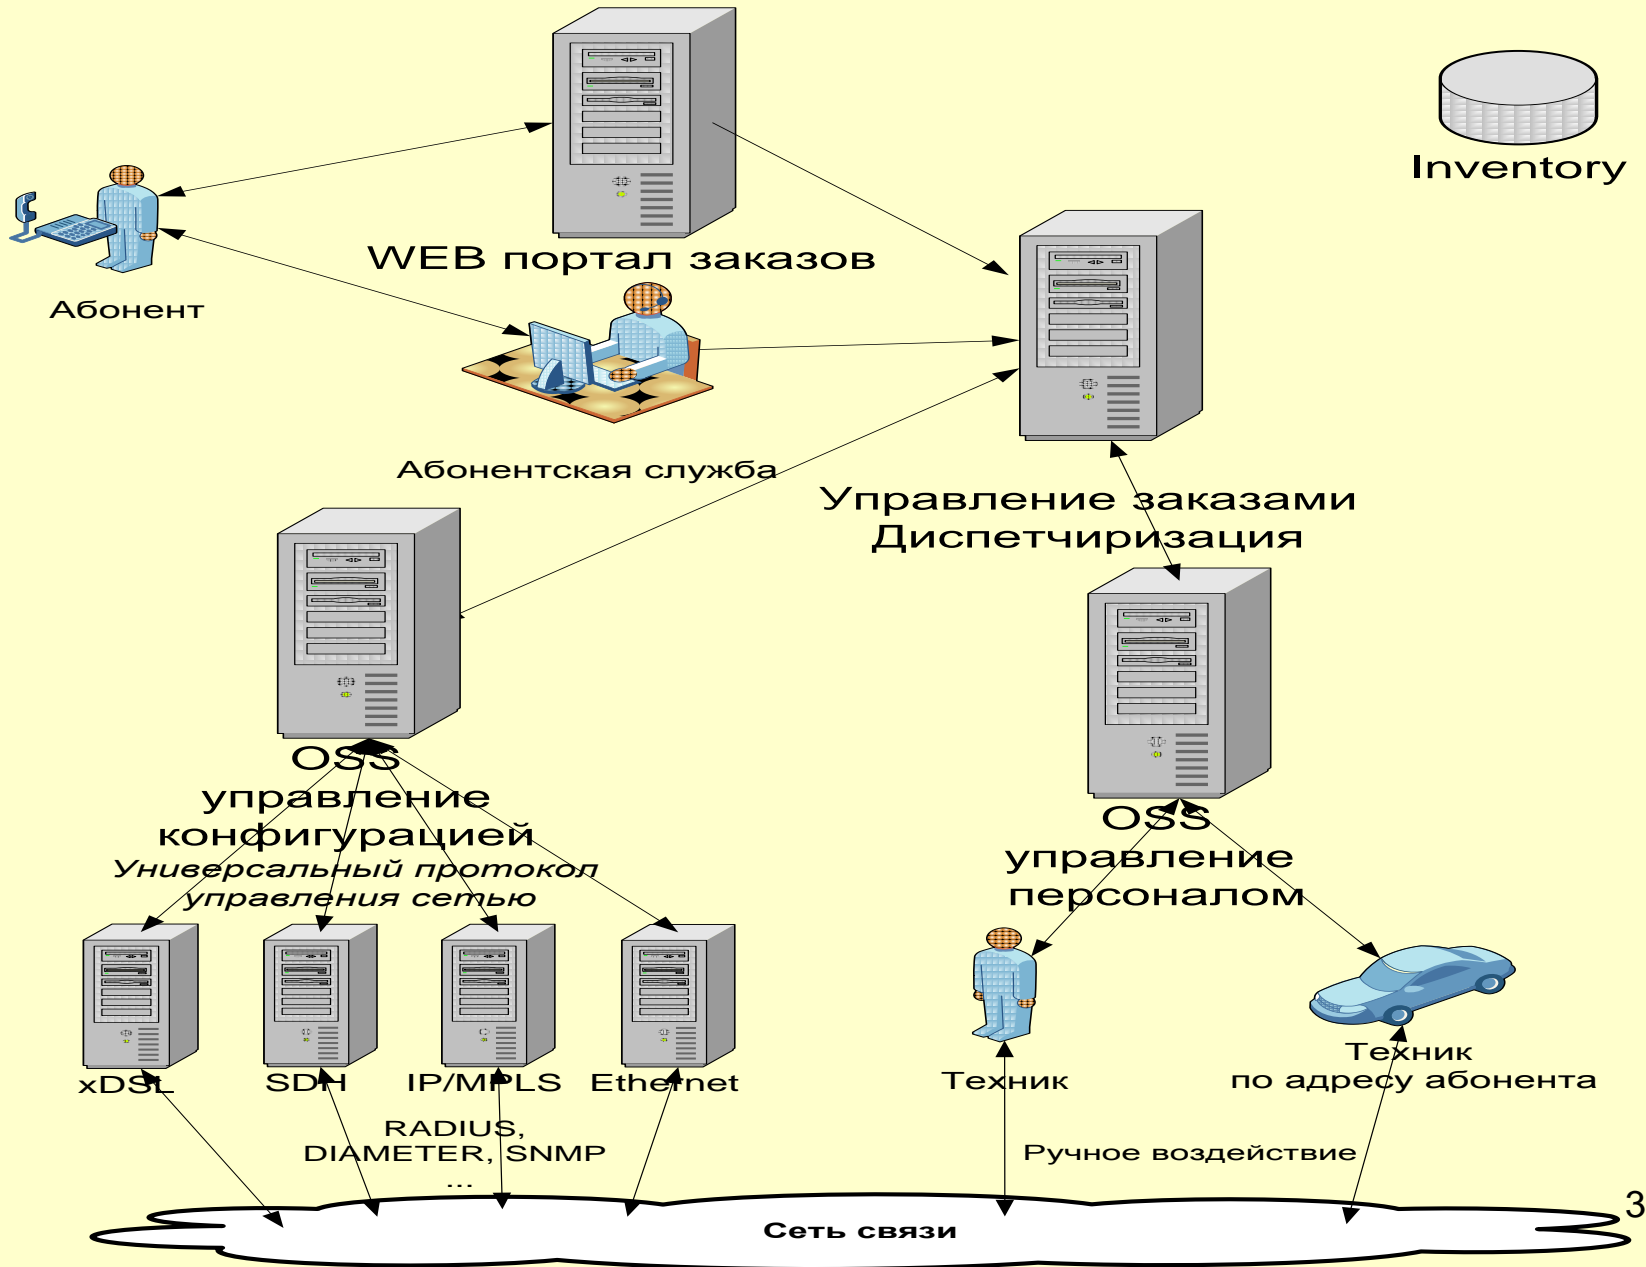 Inventory
WEB портал заказов
Абонент
Абонентская служба
Управление заказами
Диспетчиризация
OSS
управление
конфигурацией
Универсальный протокол
управления сетью
OSS
управление
персоналом
xDSL
SDH
IP/MPLS
Ethernet
Техник
Техник
по адресу абонента
RADIUS,
DIAMETER, SNMP
...
Ручное воздействие
Сеть связи
3